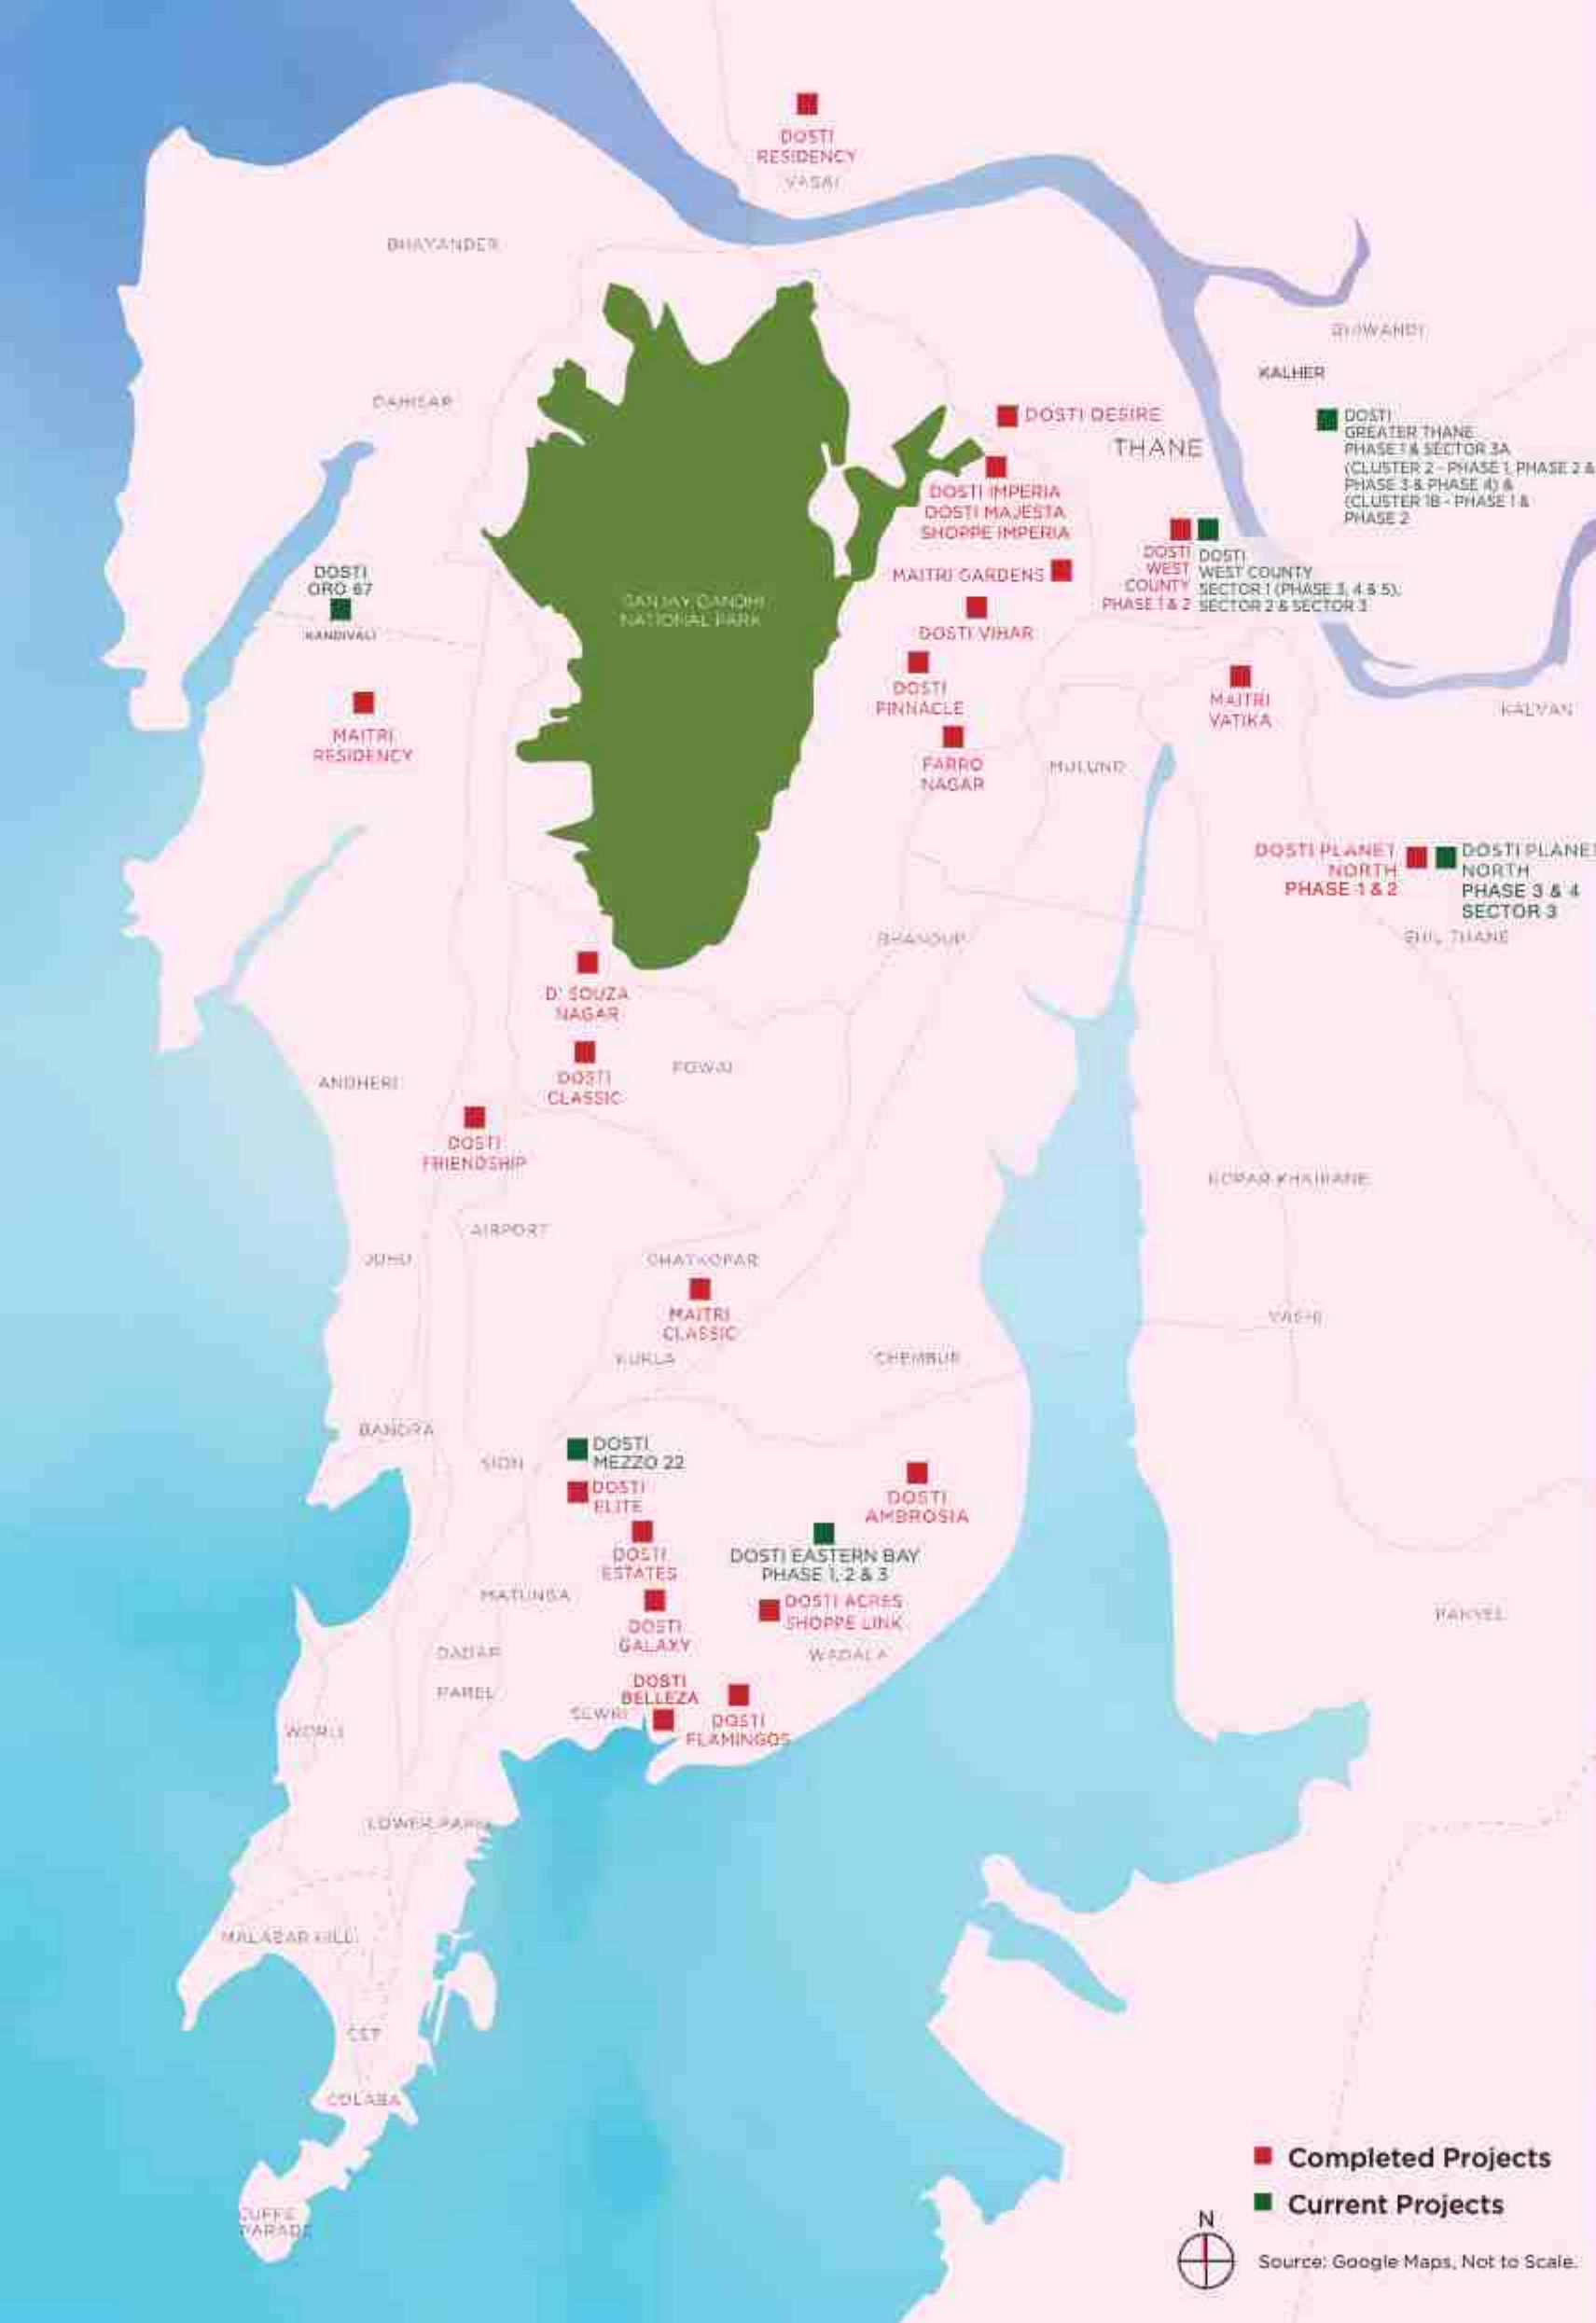 DOSTI
RESIDENCY
VASAI
BHAYANDER
BHIWANDI
KALHER
DAHISAR
DOSTI DESIRE
THANE
DOSTI
GREATER THANE
PHASE 1 & SECTOR 3A
(CLUSTER 2 - PHASE 1, PHASE 2 &
PHASE 3 & PHASE 4) &
(CLUSTER 1B - PHASE 1 &
PHASE 2
DOSTI IMPERIA
DOSTI MAJESTA
SHOPPE IMPERIA
DOSTI
WEST
COUNTY
PHASE 1 & 2
DOSTI
WEST COUNTY
SECTOR 1 (PHASE 3, 4 & 5),
SECTOR 2 & SECTOR 3
MAITRI GARDENS
DOSTI
ORO 67
KANDIVALI
SANJAY GANDHI
NATIONAL PARK
DOSTI VIHAR
DOSTI
PINNACLE
MAITRI
VATIKA
KALYAN
MAITRI
RESIDENCY
FARRO
NAGAR
MULUND
DOSTI PLANET
NORTH
PHASE 1 & 2
DOSTI PLANE
NORTH
PHASE 3 & 4
SECTOR 3
SHIL THANE
BHANDUP
D' SOUZA
NAGAR
DOSTI
CLASSIC
POWAI
ANDHERI
DOSTI
FRIENDSHIP
KOPAR KHAIRANE
AIRPORT
JUHU
GHATKOPAR
MAITRI
CLASSIC
VASHI
KURLA
CHEMBUR
BANDRA
SION
DOSTI
MEZZO 22
DOSTI
ELITE
DOSTI
AMBROSIA
DOSTI
ESTATES
DOSTI EASTERN BAY
PHASE 1, 2 & 3
MATUNGA
DOSTI
GALAXY
DOSTI ACRES
SHOPPE LINK
PANVEL
DADAR
WADALA
PAREL
DOSTI
BELLEZA
SEWRI
DOSTI
FLAMINGOS
WORLI
LOWER PAREL
MALABAR HILL
CST
COLABA
CUFFE
PARADE
Completed Projects
Current Projects
N
Source: Google Maps, Not to Scale.